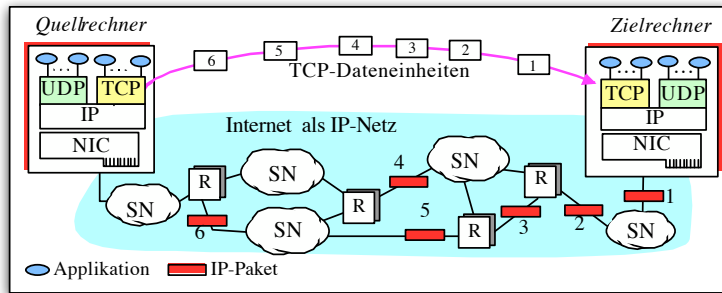 Quellrechner
Zielrechner
6 5 4 3 2 1
TCP-Dateneinheiten
UDP TCP
IP
NIC
TCP UDP
IP
NIC
Internet als IP-Netz
SN
R
SN
6
SN
R
4
SN
5
R
3
R
2
SN
1
Applikation
IP-Paket